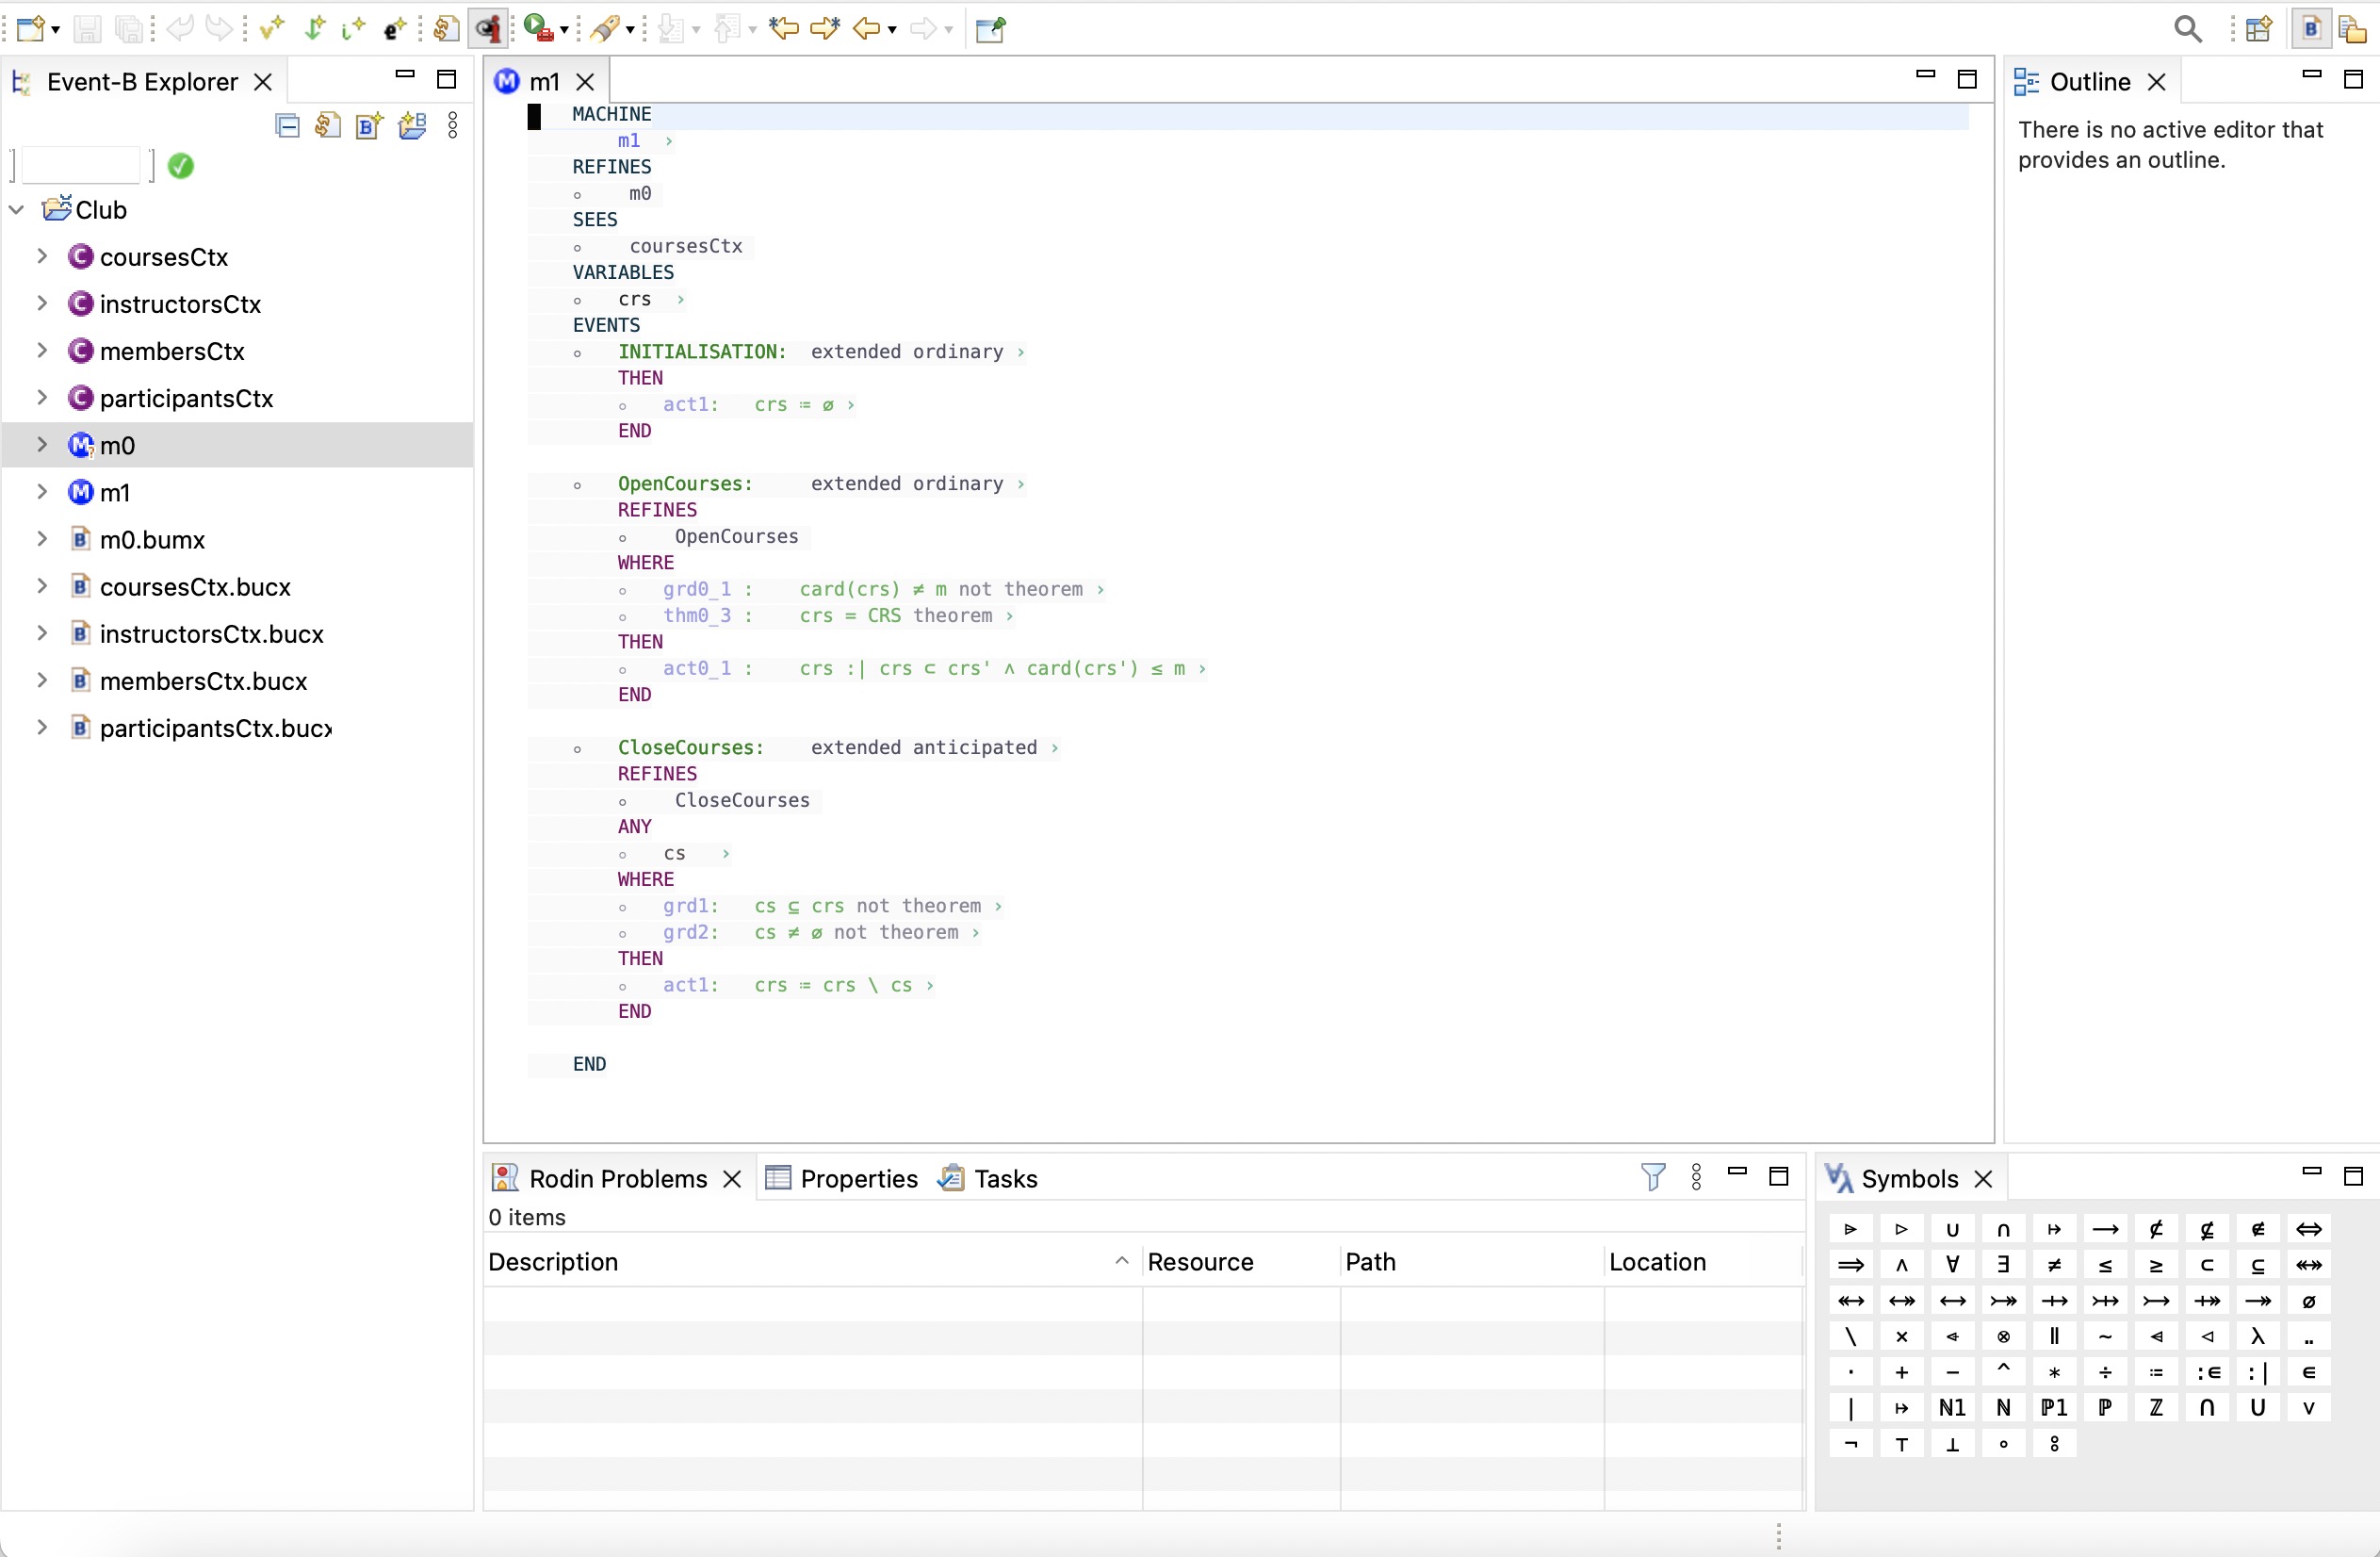 Event-B Explorer
Club
coursesCtx
instructorsCtx
membersCtx
participantsCtx
m0
m1
m0.bumx
coursesCtx.bucx
instructorsCtx.bucx
membersCtx.bucx
participantsCtx.bucx
m1
MACHINE
m1 ›
REFINES
◦ m0
SEES
◦ coursesCtx
VARIABLES
◦ crs ›
EVENTS
◦ INITIALISATION: extended ordinary ›
THEN
◦ act1: crs ≔ ∅ ›
END
◦ OpenCourses: extended ordinary ›
REFINES
◦ OpenCourses
WHERE
◦ grd0_1 : card(crs) ≠ m not theorem ›
◦ thm0_3 : crs = CRS theorem ›
THEN
◦ act0_1 : crs :∣ crs ⊂ crs' ∧ card(crs') ≤ m ›
END
◦ CloseCourses: extended anticipated ›
REFINES
◦ CloseCourses
ANY
◦ cs ›
WHERE
◦ grd1: cs ⊆ crs not theorem ›
◦ grd2: cs ≠ ∅ not theorem ›
THEN
◦ act1: crs ≔ crs ∖ cs ›
END
END
Outline
There is no active editor that
provides an outline.
Rodin Problems Properties Tasks
0 items
Description Resource Path Location
Symbols
⩥ ▷ ∪ ∩ ↦ → ⊄ ⊈ ∉ ⇔
⇒ ∧ ∀ ∃ ≠ ≤ ≥ ⊂ ⊆ 
 ↔ ⤖ ⇸ ⤔ ↣ ⤀ ↠ ∅
∖ × ⊗ ∥ ∼ ⩤ ◁ λ ‥
· + − ^ ∗ ÷ ≔ :∈ :∣ ∈
∣ ↦ ℕ1 ℕ ℙ1 ℙ ℤ ⋂ ⋃ ∨
¬ ⊤ ⊥ ∘ ⦂